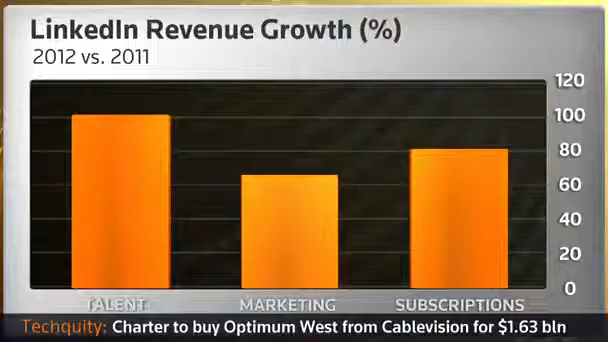 LinkedIn Revenue Growth (%)
2012 vs. 2011
120
100
80
60
40
20
0
TALENT MARKETING SUBSCRIPTIONS
Techquity: Charter to buy Optimum West from Cablevision for $1.63 bln